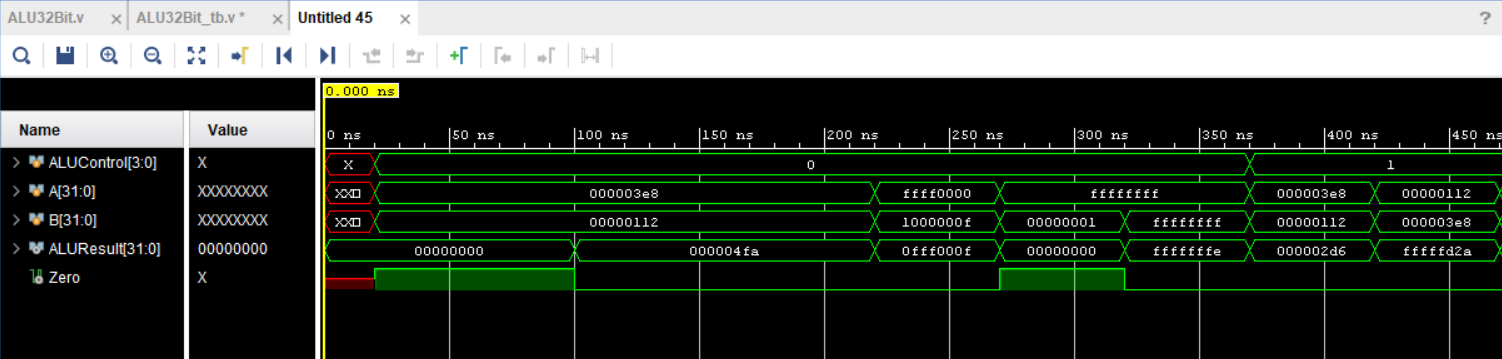 ALU32Bit.v × ALU32Bit_tb.v * × Untitled 45 × ?
0.000 ns
Name Value
0 ns 50 ns 100 ns 150 ns 200 ns 250 ns 300 ns 350 ns 400 ns 450 ns
ALUControl[3:0] X X 0 1
A[31:0] XXXXXXXX XX 000003e8 ffff0000 ffffffff 000003e8 00000112
B[31:0] XXXXXXXX XX 00000112 1000000f 00000001 ffffffff 00000112 000003e8
ALUResult[31:0] 00000000 00000000 000004fa 0fff000f 00000000 fffffffe 000002d6 fffffd2a
Zero X